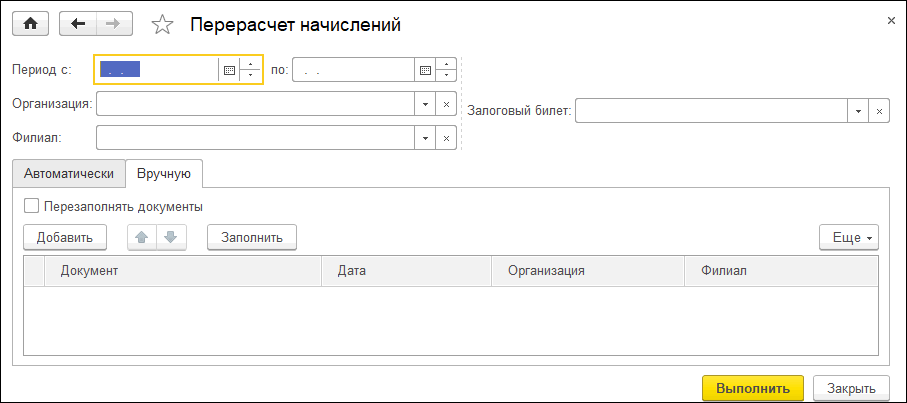 Перерасчет начислений
Период с: . . по: . .
Организация:
Залоговый билет:
Филиал:
Автоматически Вручную
Перезаполнять документы
Добавить Заполнить Еще
Документ Дата Организация Филиал
Выполнить Закрыть